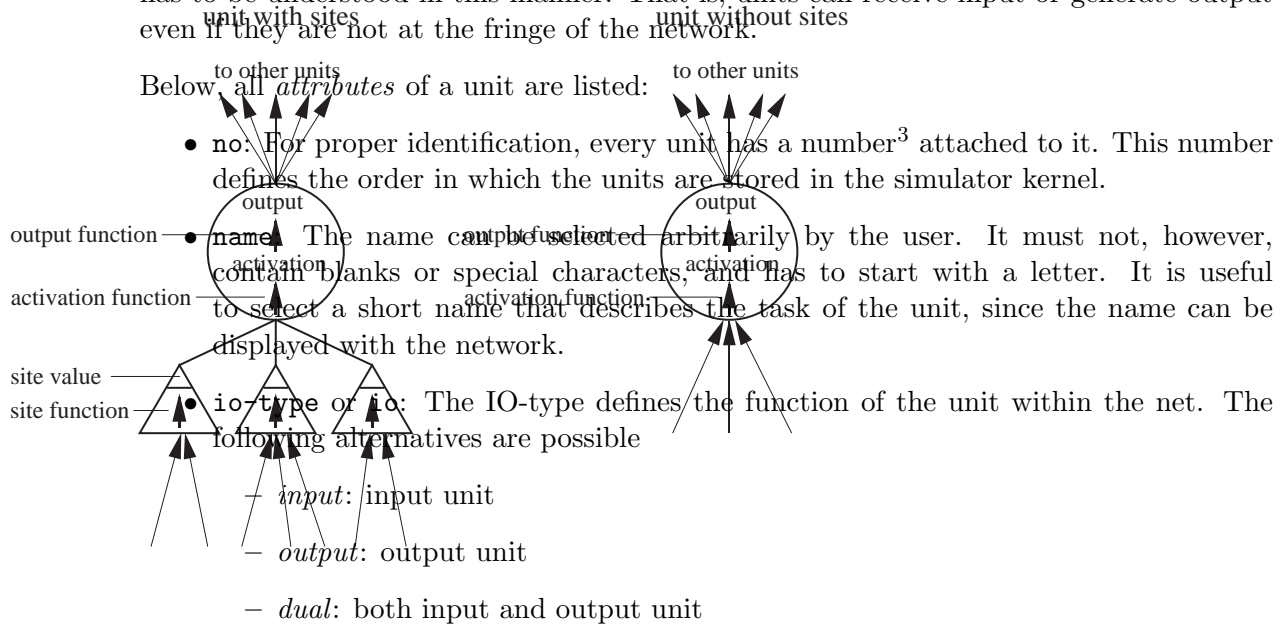 unit with sites
unit without sites
has to be understood in this manner. That is, units can receive input or generate output
even if they are not at the fringe of the network.
to other units
to other units
Below, all attributes of a unit are listed:
• no: For proper identification, every unit has a number3 attached to it. This number
defines the order in which the units are stored in the simulator kernel.
output
output
output function
output function
• name: The name can be selected arbitrarily by the user. It must not, however,
contain blanks or special characters, and has to start with a letter. It is useful
to select a short name that describes the task of the unit, since the name can be
displayed with the network.
activation
activation
activation function
activation function
site value
site function
• io-type or io: The IO-type defines the function of the unit within the net. The
following alternatives are possible
– input: input unit
– output: output unit
– dual: both input and output unit